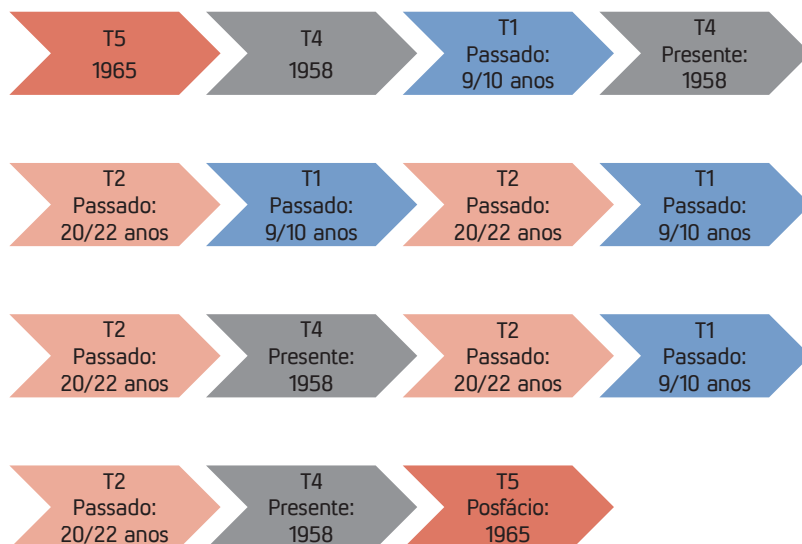 T5
1965
T4
1958
T1
Passado:
9/10 anos
T4
Presente:
1958
T2
Passado:
20/22 anos
T1
Passado:
9/10 anos
T2
Passado:
20/22 anos
T1
Passado:
9/10 anos
T2
Passado:
20/22 anos
T4
Presente:
1958
T2
Passado:
20/22 anos
T1
Passado:
9/10 anos
T2
Passado:
20/22 anos
T4
Presente:
1958
T5
Posfácio:
1965